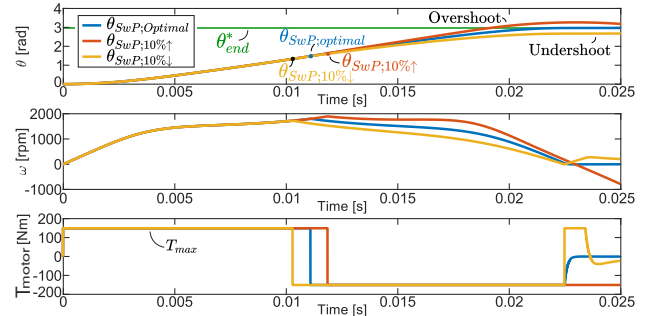 4
3
2
1
0
θ [rad]
θSwP;Optimal
θSwP;10%↑
θSwP;10%↓
θ*end
θSwP;optimal
Overshoot
Undershoot
θSwP;10%↑
θSwP;10%↓
0 0.005 0.01 0.015 0.02 0.025
Time [s]
2000
1000
0
-1000
ω [rpm]
0 0.005 0.01 0.015 0.02 0.025
Time [s]
200
100
0
-100
-200
Tmotor [Nm]
Tmax
0 0.005 0.01 0.015 0.02 0.025
Time [s]